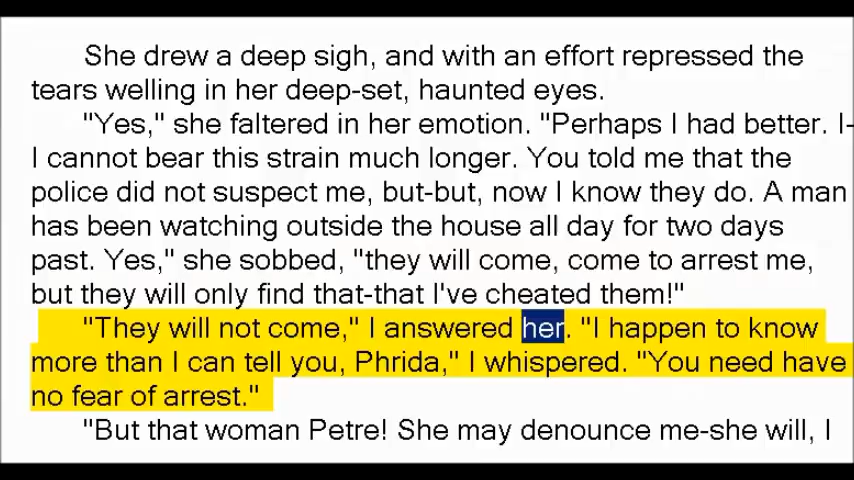 She drew a deep sigh, and with an effort repressed the
tears welling in her deep-set, haunted eyes.
"Yes," she faltered in her emotion. "Perhaps I had better. I-
I cannot bear this strain much longer. You told me that the
police did not suspect me, but-but, now I know they do. A man
has been watching outside the house all day for two days
past. Yes," she sobbed, "they will come, come to arrest me,
but they will only find that-that I've cheated them!"
"They will not come," I answered her. "I happen to know
more than I can tell you, Phrida," I whispered. "You need have
no fear of arrest."
"But that woman Petre! She may denounce me-she will, I